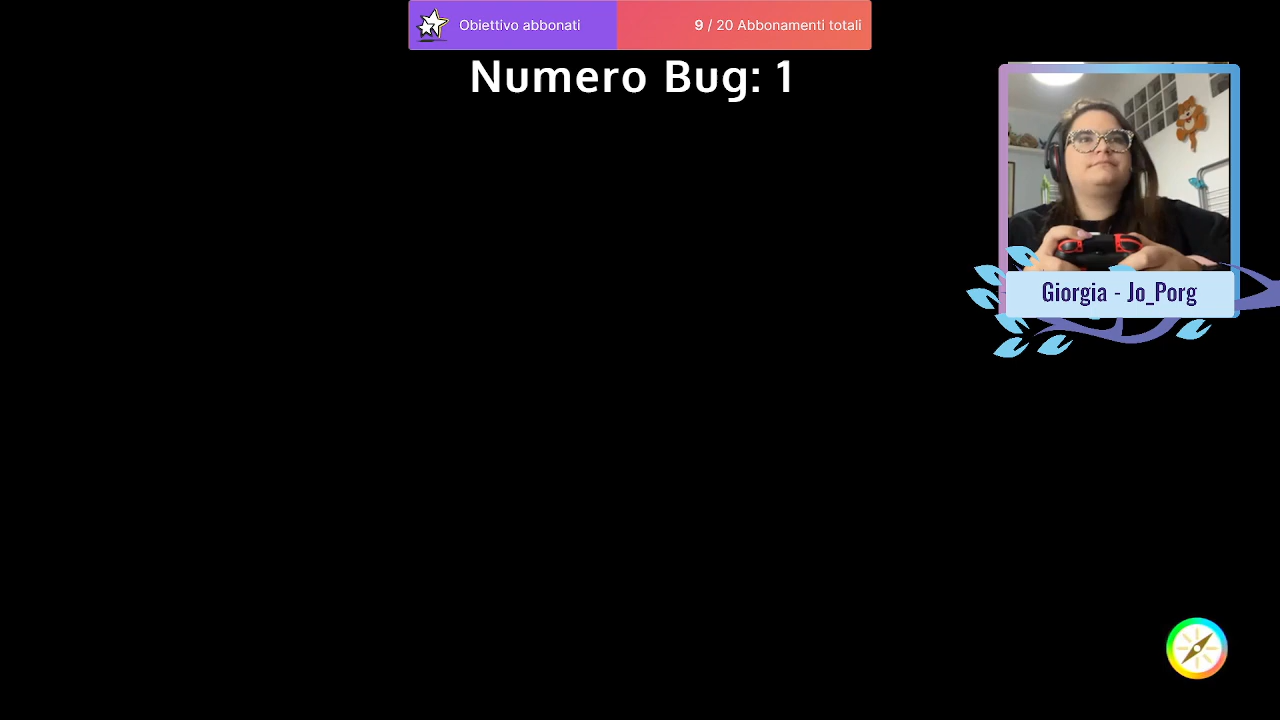 Obiettivo abbonati
9 / 20 Abbonamenti totali
Numero Bug: 1
Giorgia - Jo_Porg